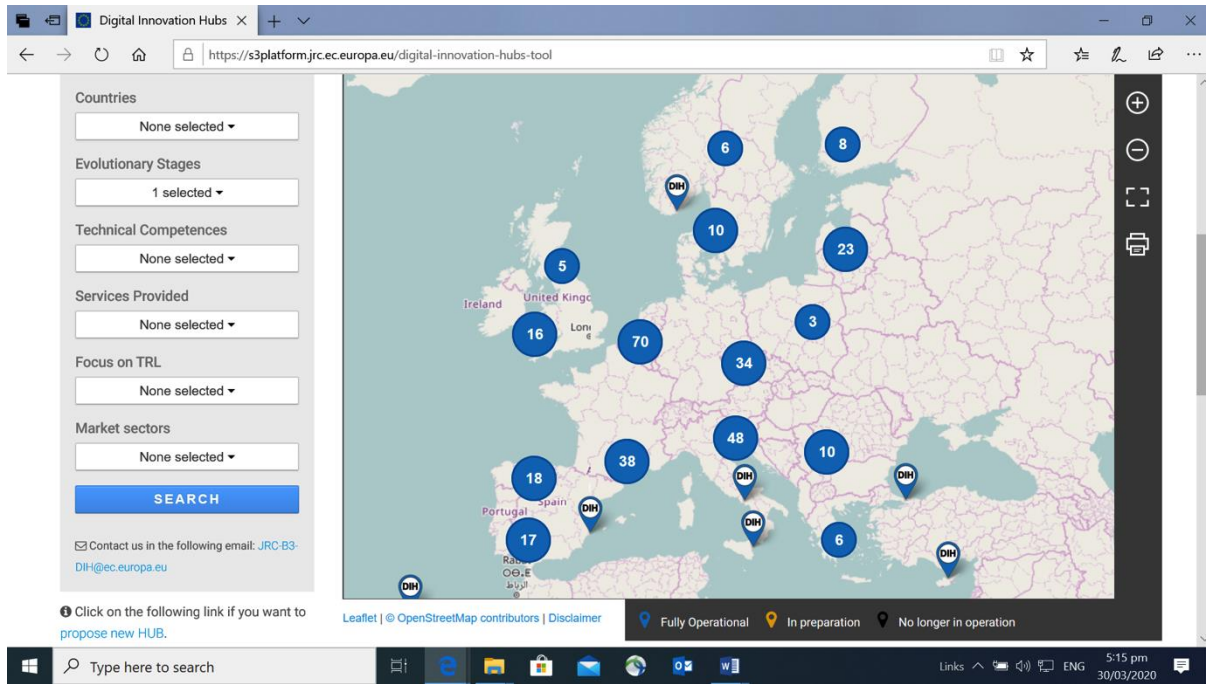 Digital Innovation Hubs
https://s3platform.jrc.ec.europa.eu/digital-innovation-hubs-tool
Countries
None selected
Evolutionary Stages
1 selected
Technical Competences
None selected
Services Provided
None selected
Focus on TRL
None selected
Market sectors
None selected
SEARCH
Contact us in the following email: JRC-B3-
DIH@ec.europa.eu
Click on the following link if you want to
propose new HUB.
6
8
DIH
10
23
5
Ireland
United Kingd
16
Lon
70
3
34
48
10
38
18
DIH
DIH
Spain
Portugal
DIH
DIH
17
6
Rab
ⵔⴱⴰⵟ
الرباط
DIH
DIH
Leaflet | © OpenStreetMap contributors | Disclaimer
Fully Operational
In preparation
No longer in operation
Type here to search
Links
ENG
5:15 pm
30/03/2020